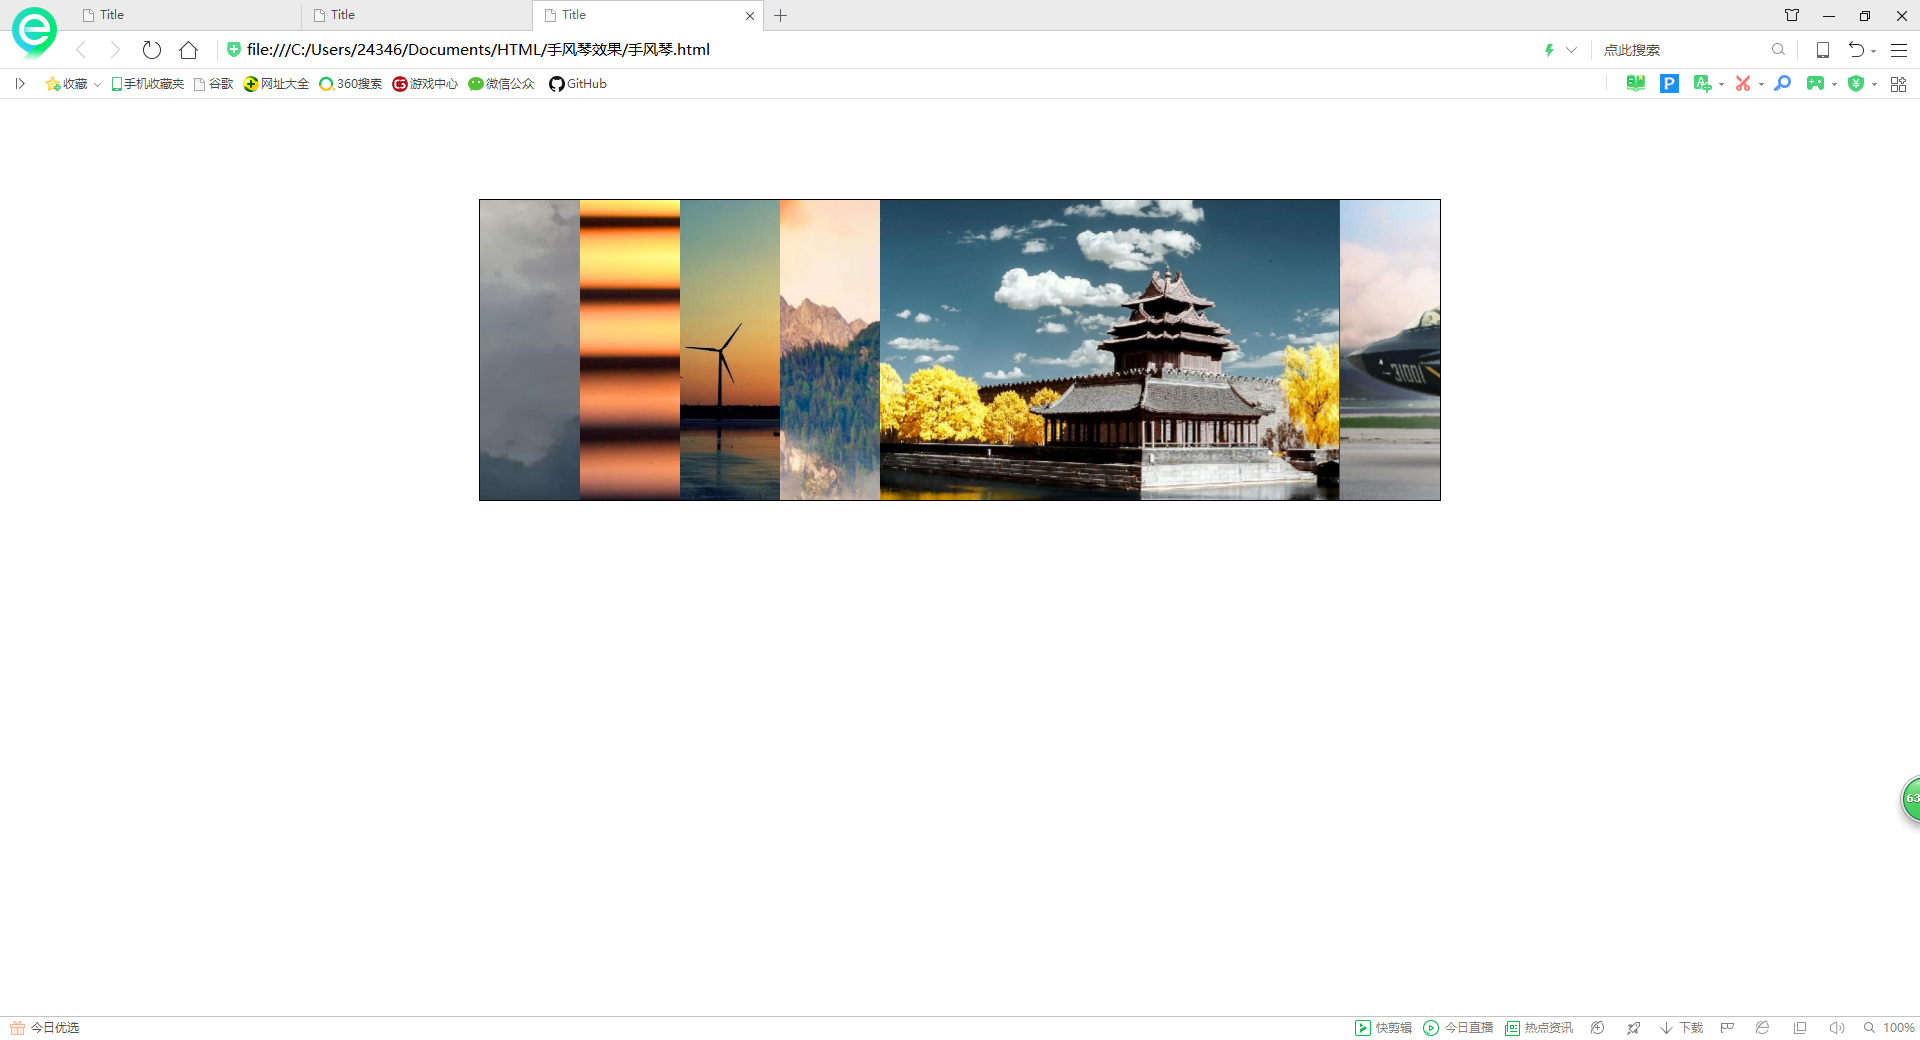 Title
Title
Title
file:///C:/Users/24346/Documents/HTML/手风琴效果/手风琴.html
点此搜索
收藏 手机收藏夹 谷歌 网址大全 360搜索 游戏中心 微信公众 GitHub
31001
63
今日优选
快剪辑 今日直播 热点资讯 下载 100%